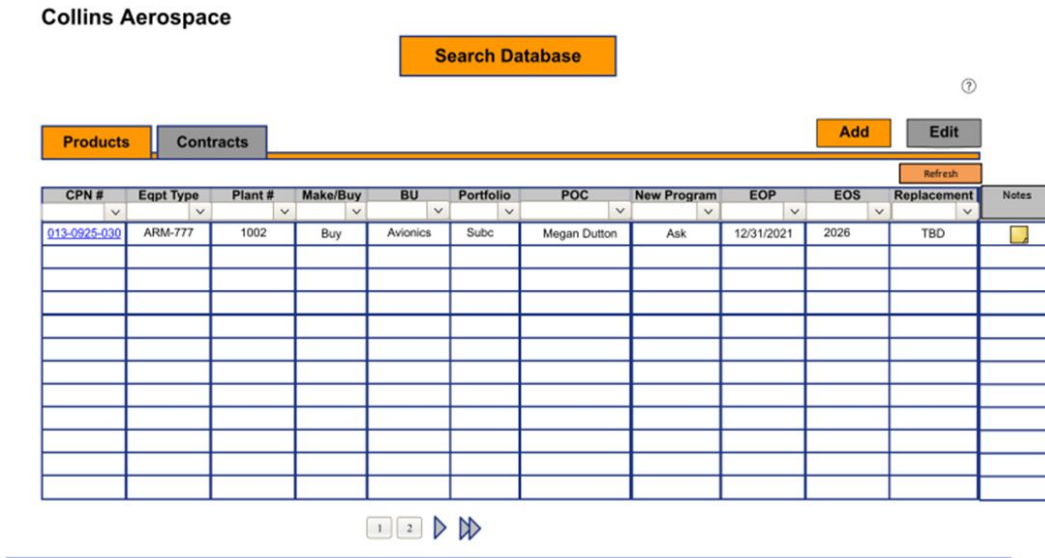 Collins Aerospace
Search Database
?
Products Contracts Add Edit
Refresh
CPN # Eqpt Type Plant # Make/Buy BU Portfolio POC New Program EOP EOS Replacement Notes
013-0925-030 ARM-777 1002 Buy Avionics Subc Megan Dutton Ask 12/31/2021 2026 TBD
1 2